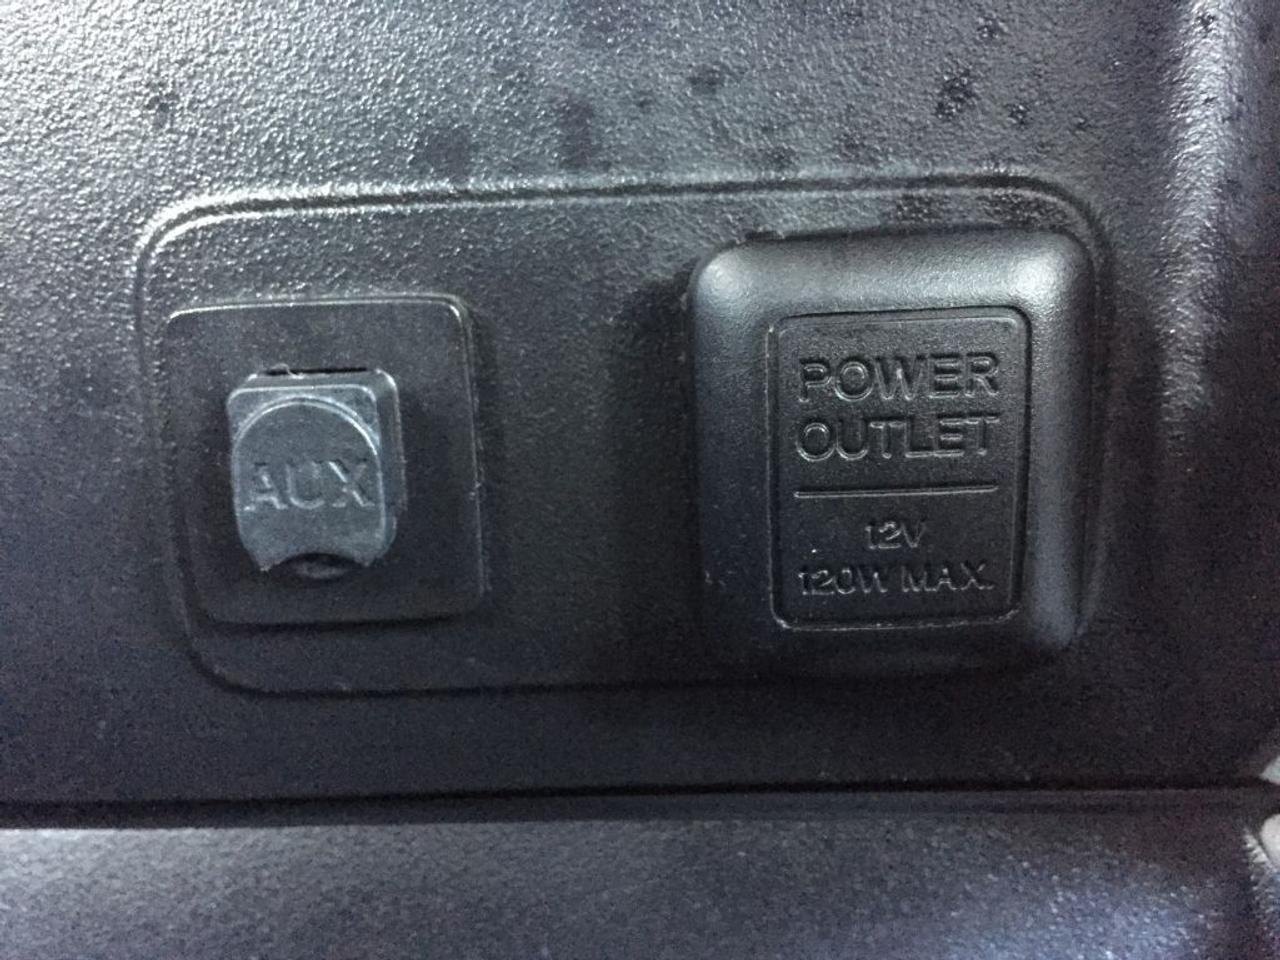 AUX
POWER
OUTLET
12V
120W MAX.